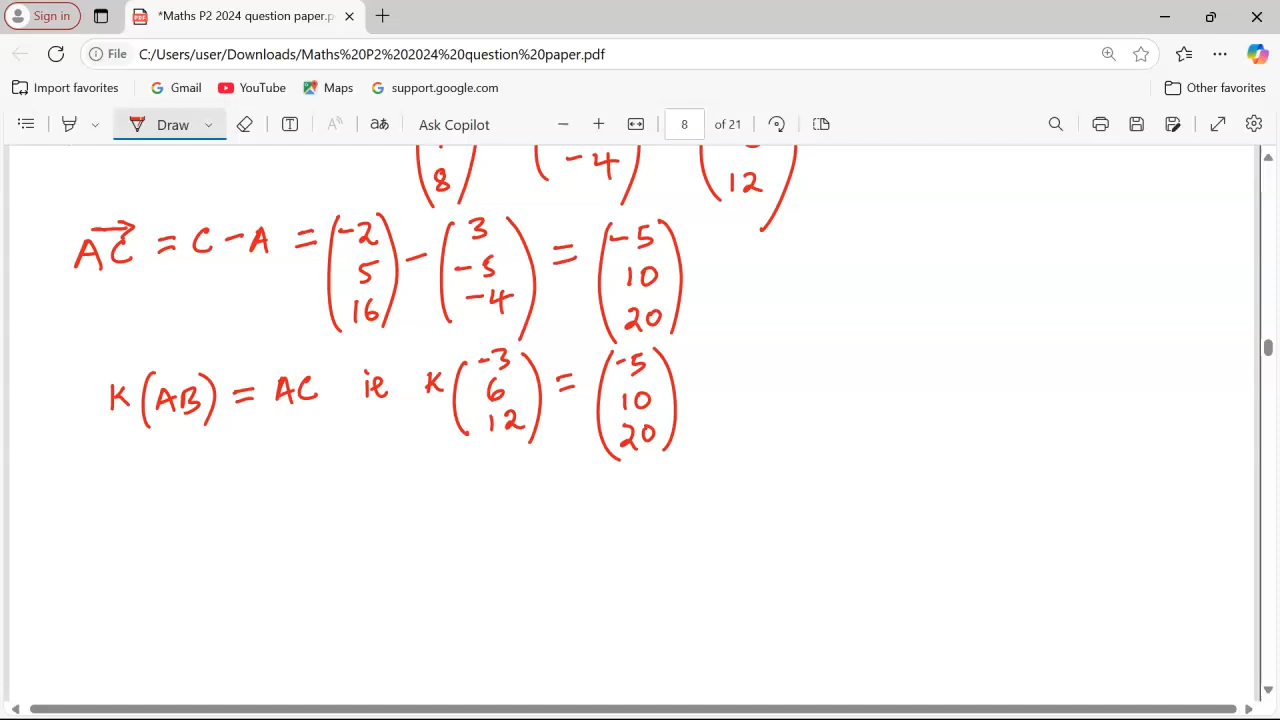 Sign in
*Maths P2 2024 question paper.p
File C:/Users/user/Downloads/Maths%20P2%202024%20question%20paper.pdf
Import favorites Gmail YouTube Maps support.google.com Other favorites
Draw Ask Copilot 8 of 21
8 -4 12
AC = C - A = (-2 5 16) - (3 -5 -4) = (-5 10 20)
K(AB) = AC ie K(-3 6 12) = (-5 10 20)